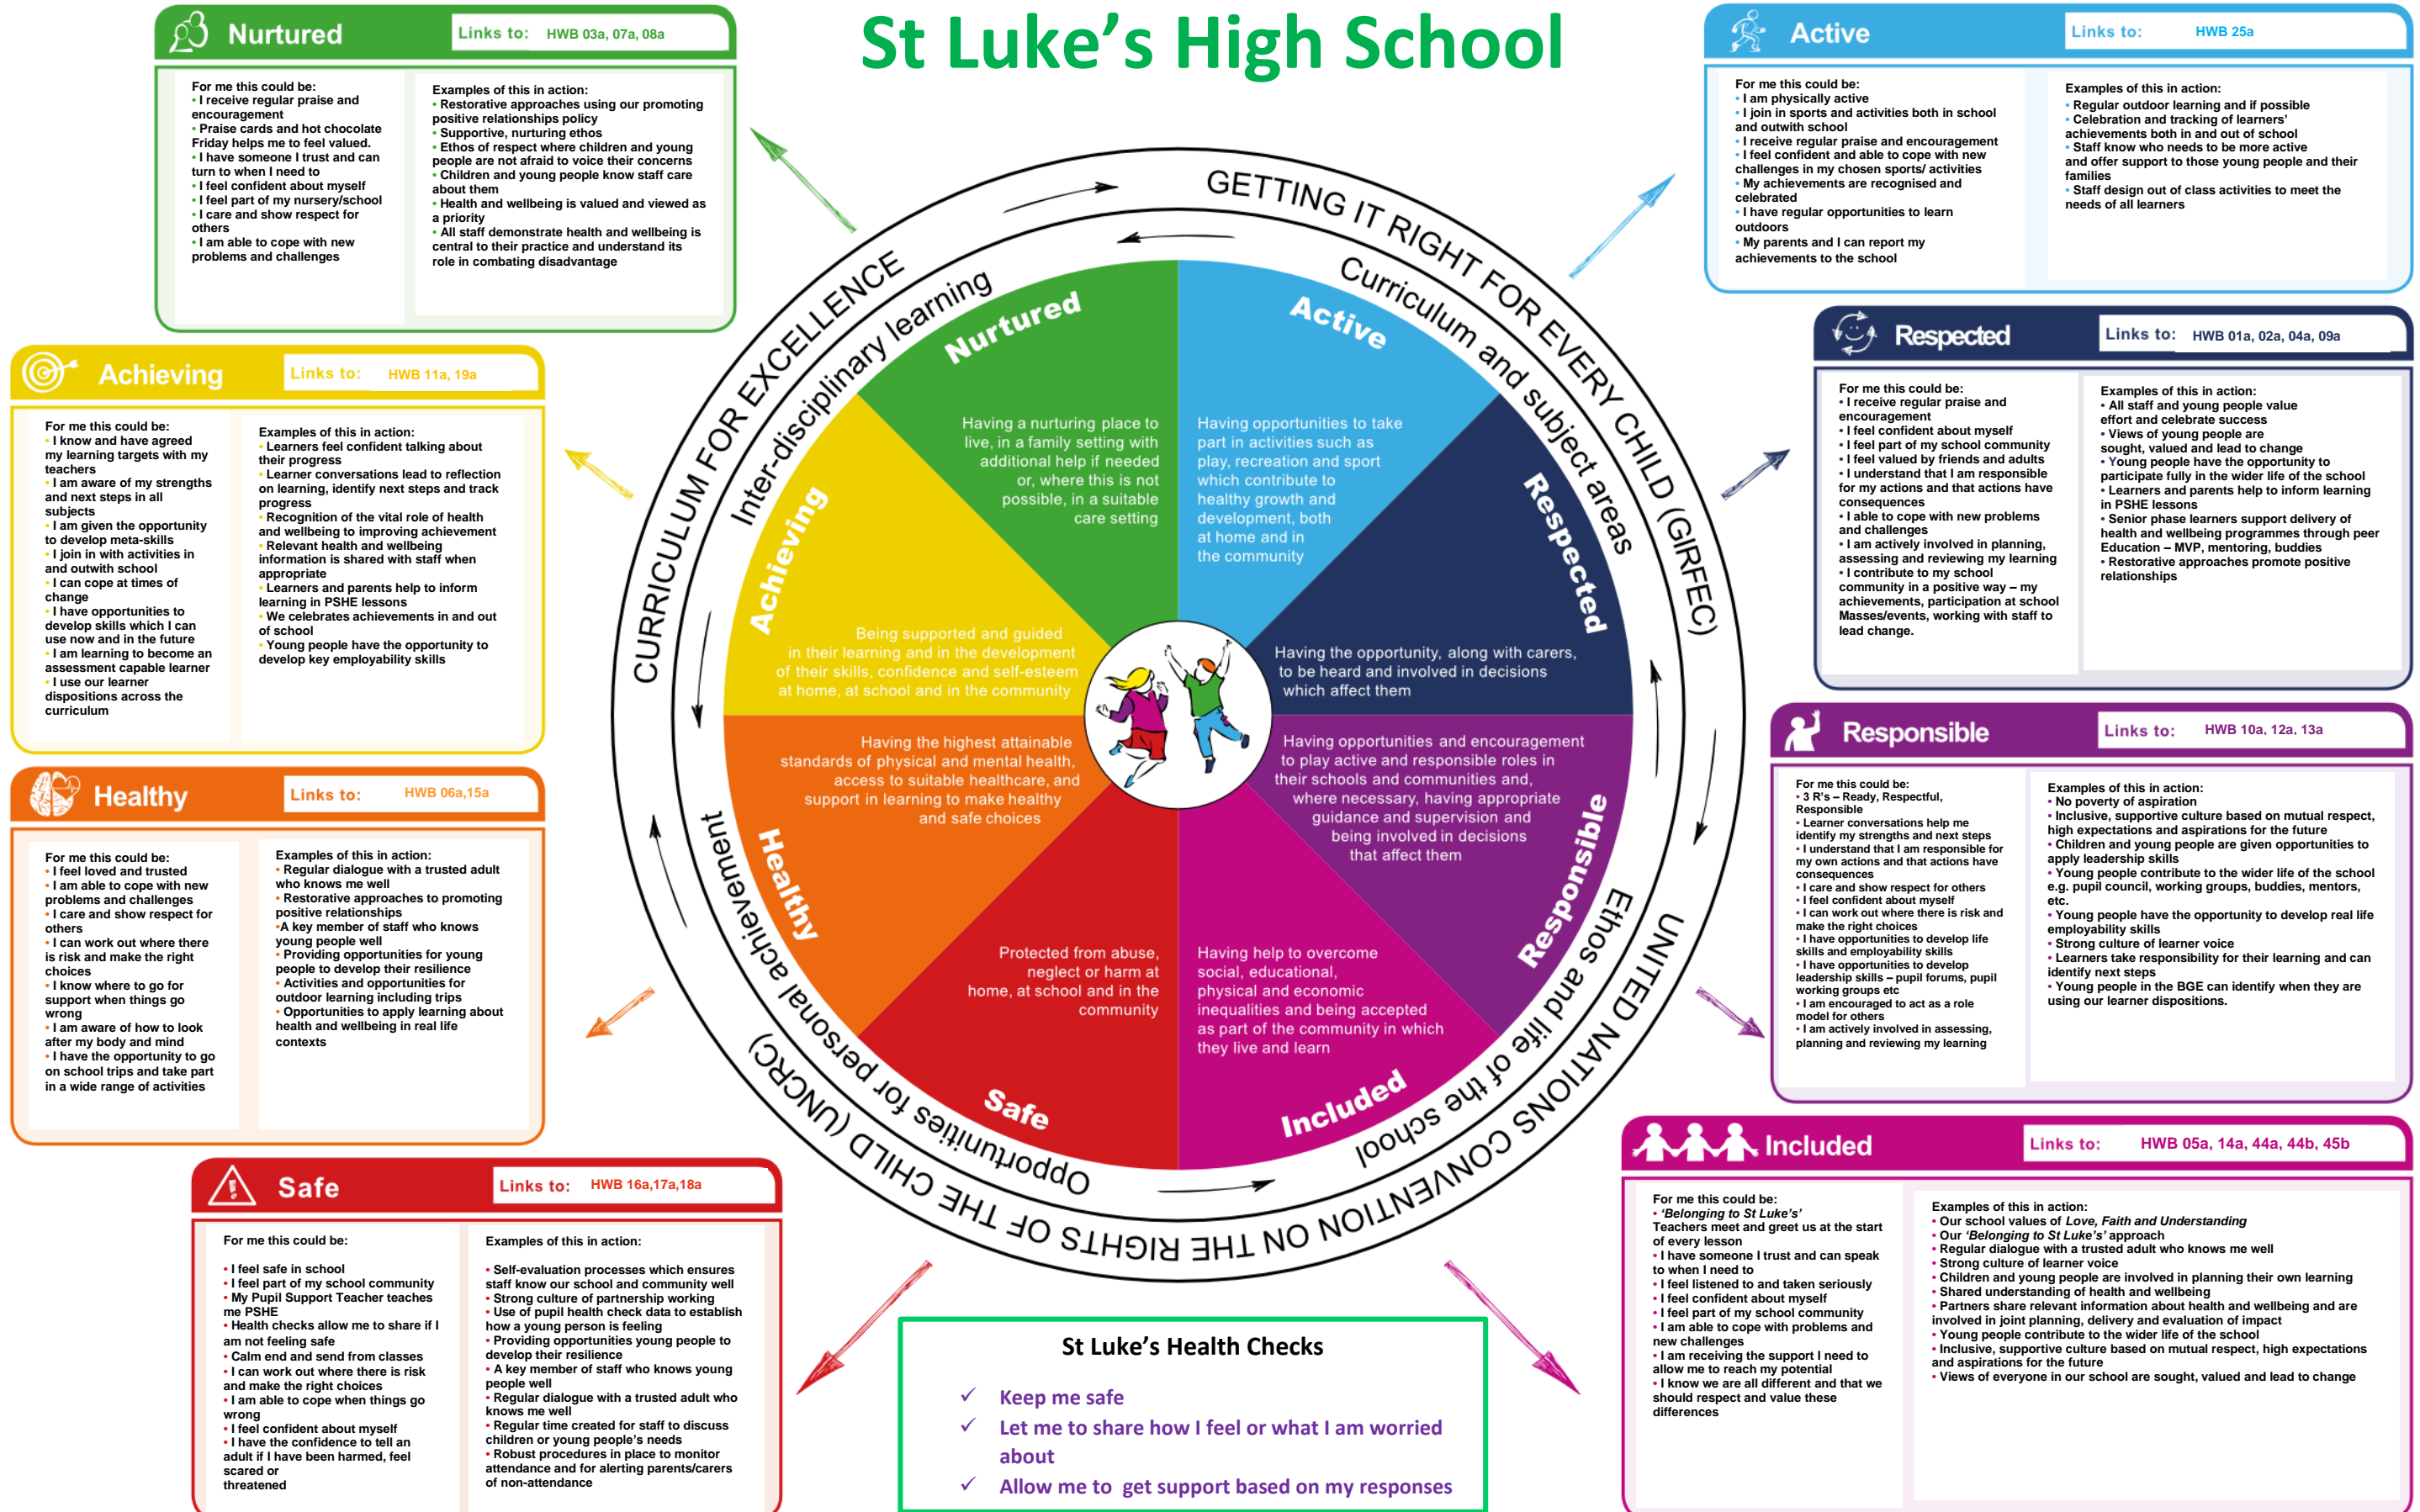 St Luke's High School
Nurtured
Links to: HWB 03a, 07a, 08a
For me this could be:
• I receive regular praise and
encouragement
• Praise cards and hot chocolate
Friday helps me to feel valued.
• I have someone I trust and can
turn to when I need to
• I feel confident about myself
• I feel part of my nursery/school
• I care and show respect for
others
• I am able to cope with new
problems and challenges
Examples of this in action:
• Restorative approaches using our promoting
positive relationships policy
• Supportive, nurturing ethos
• Ethos of respect where children and young
people are not afraid to voice their concerns
• Children and young people know staff care
about them
• Health and wellbeing is valued and viewed as
a priority
• All staff demonstrate health and wellbeing is
central to their practice and understand its
role in combating disadvantage
Active
Links to: HWB 25a
For me this could be:
• I am physically active
• I join in sports and activities both in school
and outwith school
• I receive regular praise and encouragement
• I feel confident and able to cope with new
challenges in my chosen sports/ activities
• My achievements are recognised and
celebrated
• I have regular opportunities to learn
outdoors
• My parents and I can report my
achievements to the school
Examples of this in action:
• Regular outdoor learning and if possible
• Celebration and tracking of learners'
achievements both in and out of school
• Staff know who needs to be more active
and offer support to those young people and their
families
• Staff design out of class activities to meet the
needs of all learners
Achieving
Links to: HWB 11a, 19a
For me this could be:
• I know and have agreed
my learning targets with my
teachers
• I am aware of my strengths
and next steps in all
subjects
• I am given the opportunity
to develop meta-skills
• I join in with activities in
and outwith school
• I can cope at times of
change
• I have opportunities to
develop skills which I can
use now and in the future
• I am learning to become an
assessment capable learner
• I use our learner
dispositions across the
curriculum
Examples of this in action:
• Learners feel confident talking about
their progress
• Learner conversations lead to reflection
on learning, identify next steps and track
progress
• Recognition of the vital role of health
and wellbeing to improving achievement
• Relevant health and wellbeing
information is shared with staff when
appropriate
• Learners and parents help to inform
learning in PSHE lessons
• We celebrates achievements in and out
of school
• Young people have the opportunity to
develop key employability skills
Respected
Links to: HWB 01a, 02a, 04a, 09a
For me this could be:
• I receive regular praise and
encouragement
• I feel confident about myself
• I feel part of my school community
• I feel valued by friends and adults
• I understand that I am responsible
for my actions and that actions have
consequences
• I able to cope with new problems
and challenges
• I am actively involved in planning,
assessing and reviewing my learning
• I contribute to my school
community in a positive way – my
achievements, participation at school
Masses/events, working with staff to
lead change.
Examples of this in action:
• All staff and young people value
effort and celebrate success
• Views of young people are
sought, valued and lead to change
• Young people have the opportunity to
participate fully in the wider life of the school
• Learners and parents help to inform learning
in PSHE lessons
• Senior phase learners support delivery of
health and wellbeing programmes through peer
Education – MVP, mentoring, buddies
• Restorative approaches promote positive
relationships
CURRICULUM FOR EXCELLENCE
GETTING IT RIGHT FOR EVERY CHILD (GIRFEC)
UNITED NATIONS CONVENTION ON THE RIGHTS OF THE CHILD (UNCRC)
Inter-disciplinary learning
Curriculum and subject areas
Ethos and life of the school
Opportunities for personal achievement
Nurtured
Having a nurturing place to
live, in a family setting with
additional help if needed
or, where this is not
possible, in a suitable
care setting
Active
Having opportunities to take
part in activities such as
play, recreation and sport
which contribute to
healthy growth and
development, both
at home and in
the community
Achieving
Being supported and guided
in their learning and in the development
of their skills, confidence and self-esteem
at home, at school and in the community
Respected
Having the opportunity, along with carers,
to be heard and involved in decisions
which affect them
Healthy
Having the highest attainable
standards of physical and mental health,
access to suitable healthcare, and
support in learning to make healthy
and safe choices
Responsible
Having opportunities and encouragement
to play active and responsible roles in
their schools and communities and,
where necessary, having appropriate
guidance and supervision and
being involved in decisions
that affect them
Safe
Protected from abuse,
neglect or harm at
home, at school and in the
community
Included
Having help to overcome
social, educational,
physical and economic
inequalities and being accepted
as part of the community in which
they live and learn
Healthy
Links to: HWB 06a,15a
For me this could be:
• I feel loved and trusted
• I am able to cope with new
problems and challenges
• I care and show respect for
others
• I can work out where there
is risk and make the right
choices
• I know where to go for
support when things go
wrong
• I am aware of how to look
after my body and mind
• I have the opportunity to go
on school trips and take part
in a wide range of activities
Examples of this in action:
• Regular dialogue with a trusted adult
who knows me well
• Restorative approaches to promoting
positive relationships
•A key member of staff who knows
young people well
• Providing opportunities for young
people to develop their resilience
• Activities and opportunities for
outdoor learning including trips
• Opportunities to apply learning about
health and wellbeing in real life
contexts
Responsible
Links to: HWB 10a, 12a, 13a
For me this could be:
• 3 R's – Ready, Respectful,
Responsible
• Learner conversations help me
identify my strengths and next steps
• I understand that I am responsible for
my own actions and that actions have
consequences
• I care and show respect for others
• I feel confident about myself
• I can work out where there is risk and
make the right choices
• I have opportunities to develop life
skills and employability skills
• I have opportunities to develop
leadership skills – pupil forums, pupil
working groups etc
• I am encouraged to act as a role
model for others
• I am actively involved in assessing,
planning and reviewing my learning
Examples of this in action:
• No poverty of aspiration
• Inclusive, supportive culture based on mutual respect,
high expectations and aspirations for the future
• Children and young people are given opportunities to
apply leadership skills
• Young people contribute to the wider life of the school
e.g. pupil council, working groups, buddies, mentors,
etc.
• Young people have the opportunity to develop real life
employability skills
• Strong culture of learner voice
• Learners take responsibility for their learning and can
identify next steps
• Young people in the BGE can identify when they are
using our learner dispositions.
Safe
Links to: HWB 16a,17a,18a
For me this could be:
• I feel safe in school
• I feel part of my school community
• My Pupil Support Teacher teaches
me PSHE
• Health checks allow me to share if I
am not feeling safe
• Calm end and send from classes
• I can work out where there is risk
and make the right choices
• I am able to cope when things go
wrong
• I feel confident about myself
• I have the confidence to tell an
adult if I have been harmed, feel
scared or
threatened
Examples of this in action:
• Self-evaluation processes which ensures
staff know our school and community well
• Strong culture of partnership working
• Use of pupil health check data to establish
how a young person is feeling
• Providing opportunities young people to
develop their resilience
• A key member of staff who knows young
people well
• Regular dialogue with a trusted adult who
knows me well
• Regular time created for staff to discuss
children or young people's needs
• Robust procedures in place to monitor
attendance and for alerting parents/carers
of non-attendance
St Luke's Health Checks
✓ Keep me safe
✓ Let me to share how I feel or what I am worried
about
✓ Allow me to get support based on my responses
Included
Links to: HWB 05a, 14a, 44a, 44b, 45b
For me this could be:
• 'Belonging to St Luke's'
Teachers meet and greet us at the start
of every lesson
• I have someone I trust and can speak
to when I need to
• I feel listened to and taken seriously
• I feel confident about myself
• I feel part of my school community
• I am able to cope with problems and
new challenges
• I am receiving the support I need to
allow me to reach my potential
• I know we are all different and that we
should respect and value these
differences
Examples of this in action:
• Our school values of Love, Faith and Understanding
• Our 'Belonging to St Luke's' approach
• Regular dialogue with a trusted adult who knows me well
• Strong culture of learner voice
• Children and young people are involved in planning their own learning
• Shared understanding of health and wellbeing
• Partners share relevant information about health and wellbeing and are
involved in joint planning, delivery and evaluation of impact
• Young people contribute to the wider life of the school
• Inclusive, supportive culture based on mutual respect, high expectations
and aspirations for the future
• Views of everyone in our school are sought, valued and lead to change